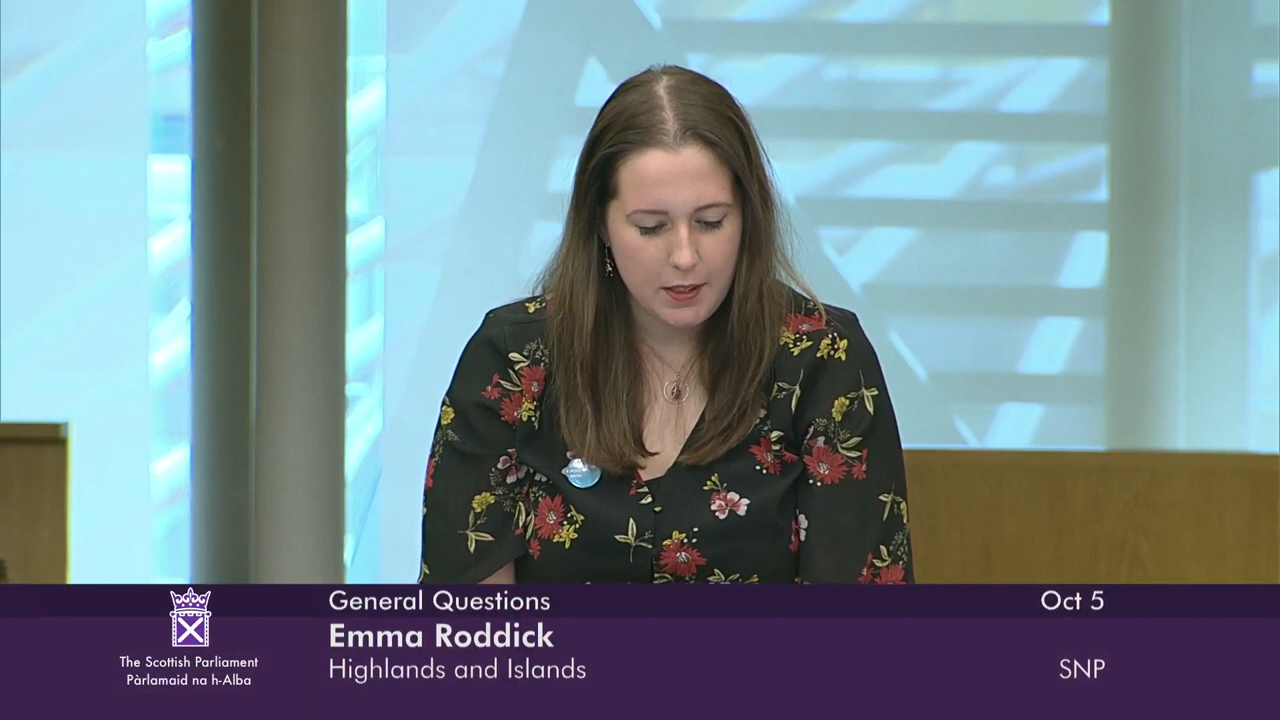 General Questions
Oct 5
Emma Roddick
Highlands and Islands
SNP
The Scottish Parliament
Pàrlamaid na h-Alba